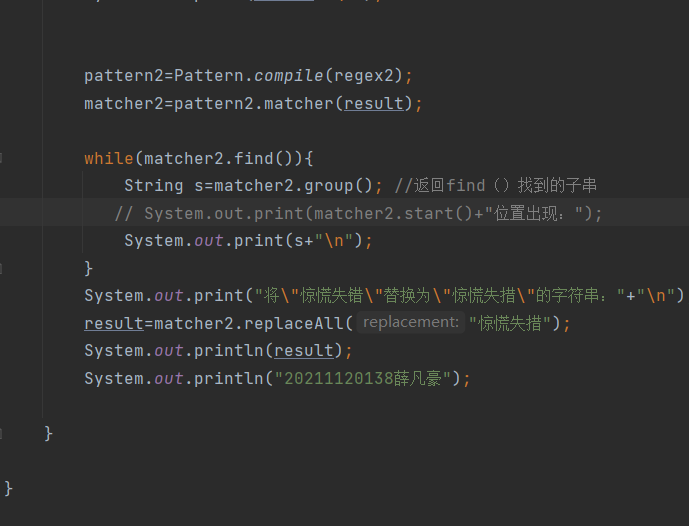 pattern2=Pattern.compile(regex2);
matcher2=pattern2.matcher(result);
while(matcher2.find()){
String s=matcher2.group(); //返回find（）找到的子串
// System.out.print(matcher2.start()+"位置出现：");
System.out.print(s+"\n");
}
System.out.print("将\"惊慌失错\"替换为\"惊慌失措\"的字符串："+"\n")
result=matcher2.replaceAll( replacement: "惊慌失措");
System.out.println(result);
System.out.println("20211120138薛凡豪");
}
}